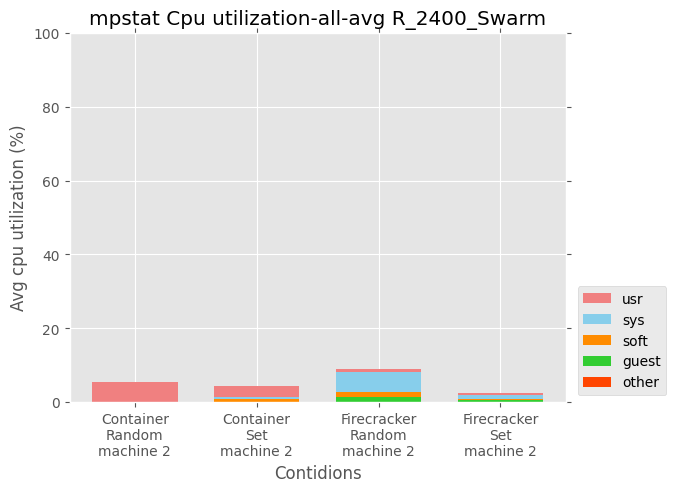 mpstat Cpu utilization-all-avg R_2400_Swarm
Avg cpu utilization (%)
100
80
60
40
20
0
Container
Random
machine 2
Container
Set
machine 2
Firecracker
Random
machine 2
Firecracker
Set
machine 2
Contidions
usr
sys
soft
guest
other